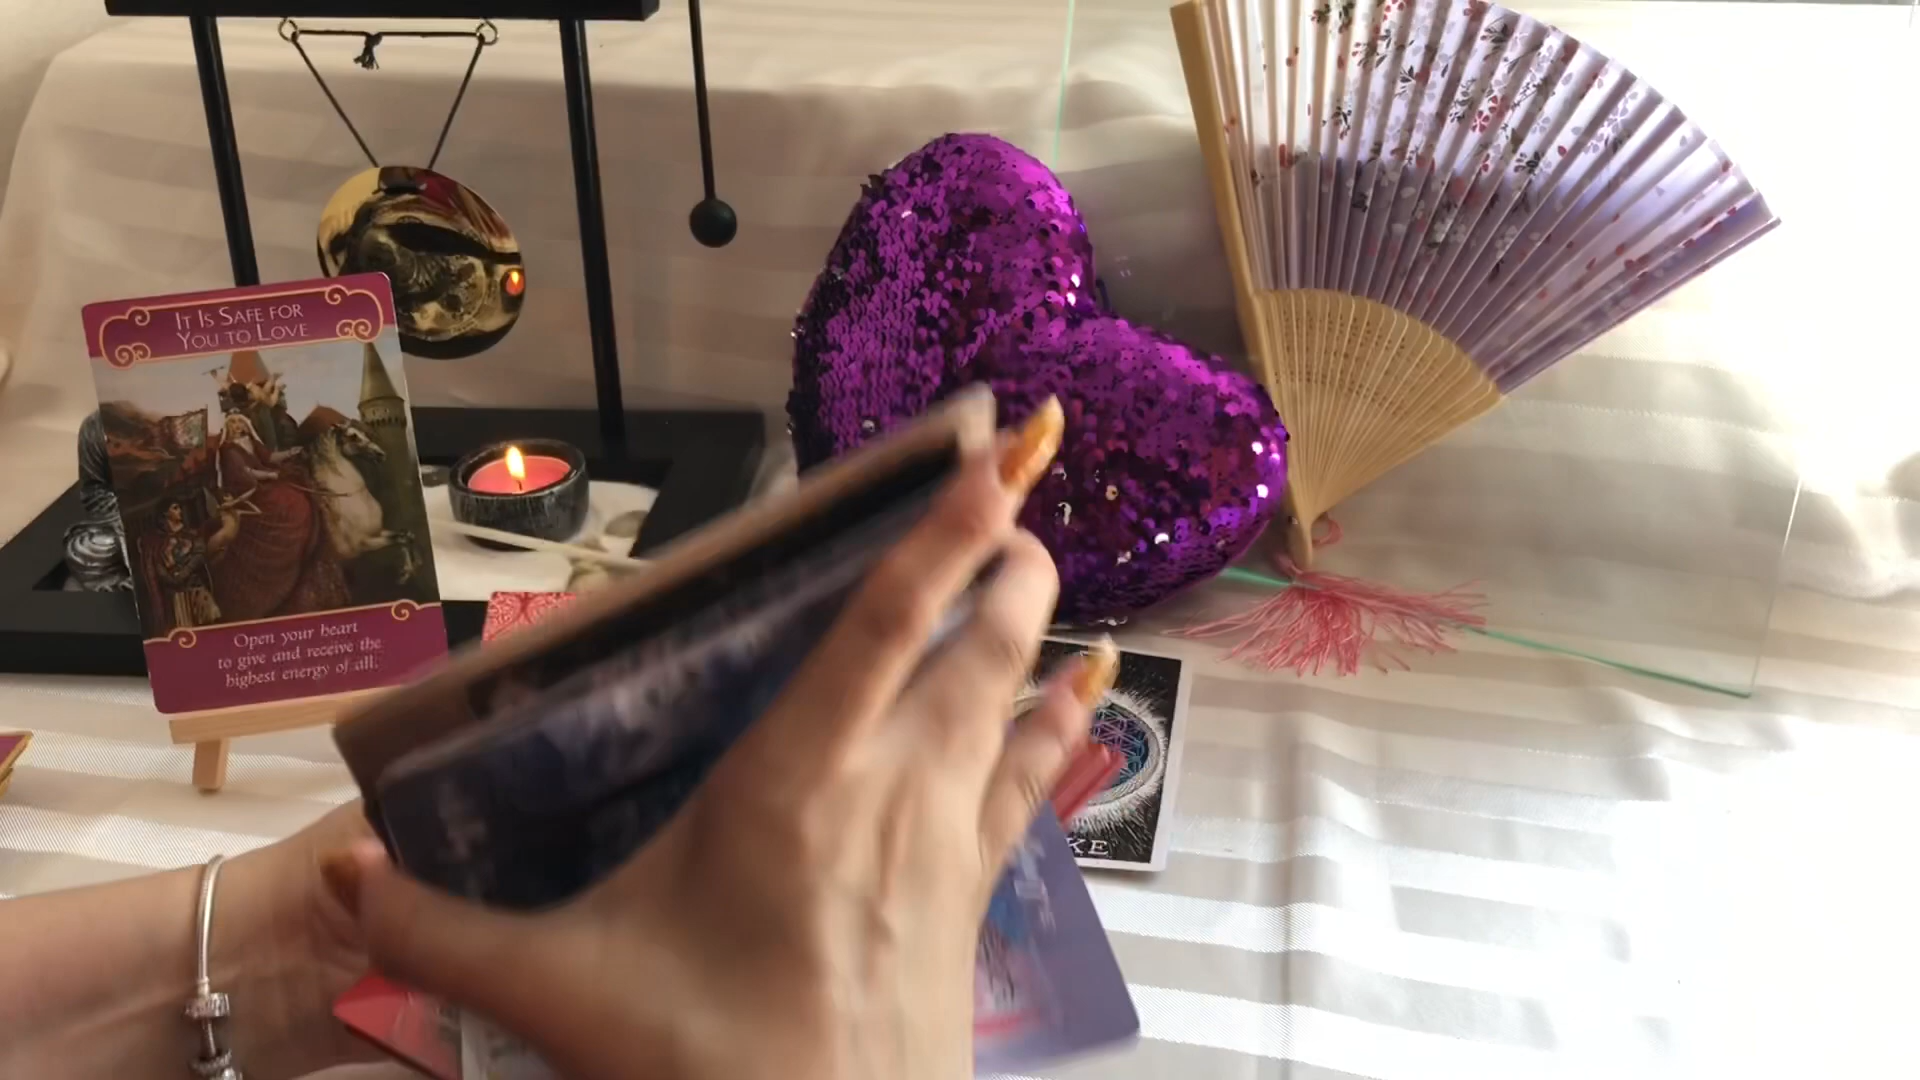 It Is Safe for
You to Love
Open your heart
to give and receive the
highest energy of all.
KE